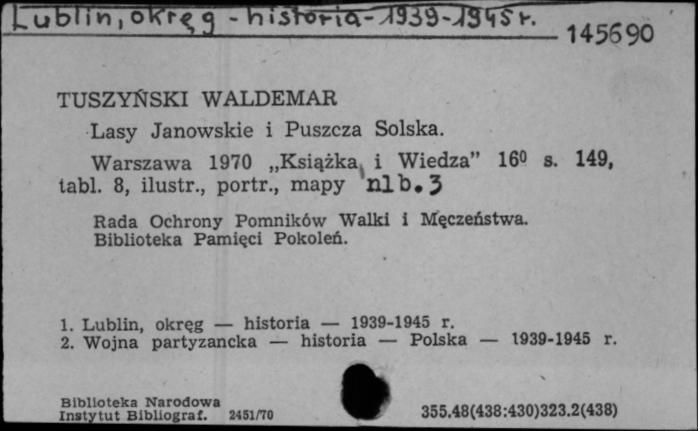 Lublin, okręg - historia - 1939-1945 r.
145690
TUSZYŃSKI WALDEMAR
Lasy Janowskie i Puszcza Solska.
Warszawa 1970 „Książka i Wiedza” 16⁰ s. 149,
tabl. 8, ilustr., portr., mapy nlb. 3
Rada Ochrony Pomników Walki i Męczeństwa.
Biblioteka Pamięci Pokoleń.
1. Lublin, okręg — historia — 1939-1945 r.
2. Wojna partyzancka — historia — Polska — 1939-1945 r.
Biblioteka Narodowa
Instytut Bibliograf. 2451/70
355.48(438:430)323.2(438)